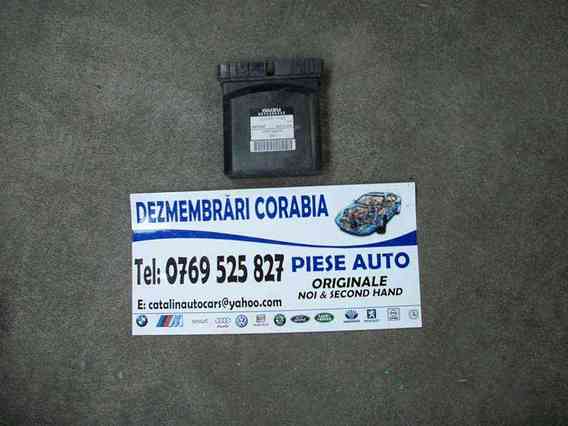 DEZMEMBRĂRI CORABIA
Tel: 0769 525 827
PIESE AUTO
ORIGINALE
NOI & SECOND HAND
E: catalinautocars@yahoo.com